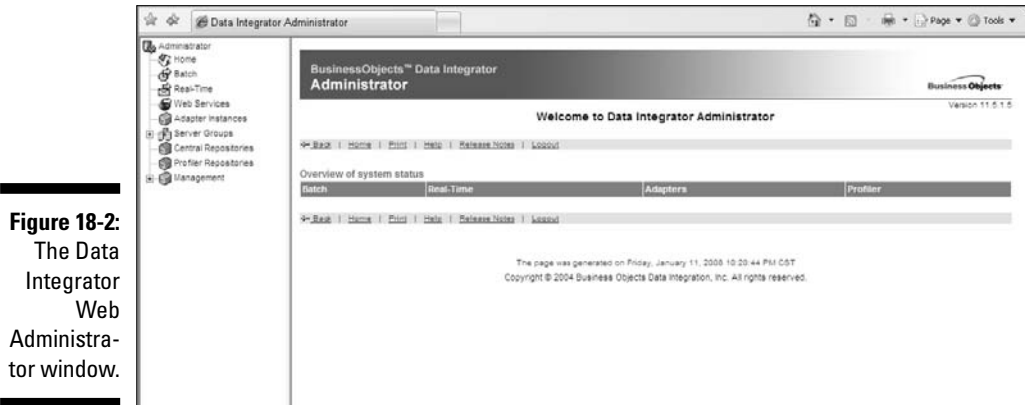 Data Integrator Administrator
Page
Tools
Administrator
Home
Batch
Real-Time
Web Services
Adapter Instances
Server Groups
Central Repositories
Profiler Repositories
Management
BusinessObjects™ Data Integrator
Administrator
Business Objects
Version 11.5.1.5
Welcome to Data Integrator Administrator
Back | Home | Print | Help | Release Notes | Logout
Overview of system status
Batch Real-Time Adapters Profiler
Back | Home | Print | Help | Release Notes | Logout
The page was generated on Friday, January 11, 2008 10:20:44 PM CST
Copyright © 2004 Business Objects Data Integration, Inc. All rights reserved.
Figure 18-2:
The Data
Integrator
Web
Administra-
tor window.